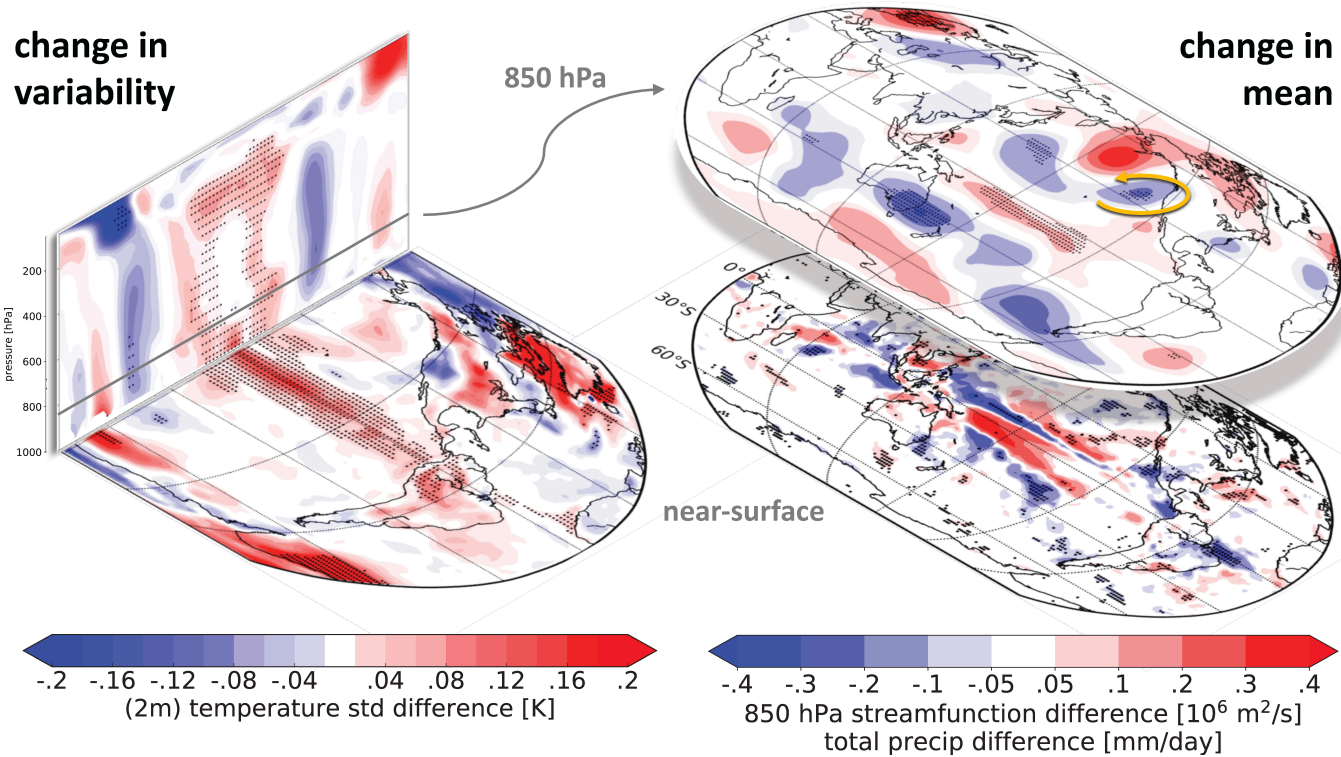 change in
variability
850 hPa
change in
mean
200
400
600
800
1000
pressure [hPa]
0°
30°S
60°S
near-surface
-.2 -.16 -.12 -.08 -.04 .04 .08 .12 .16 .2
(2m) temperature std difference [K]
-.4 -.3 -.2 -.1 -.05 .05 .1 .2 .3 .4
850 hPa streamfunction difference [10⁶ m²/s]
total precip difference [mm/day]